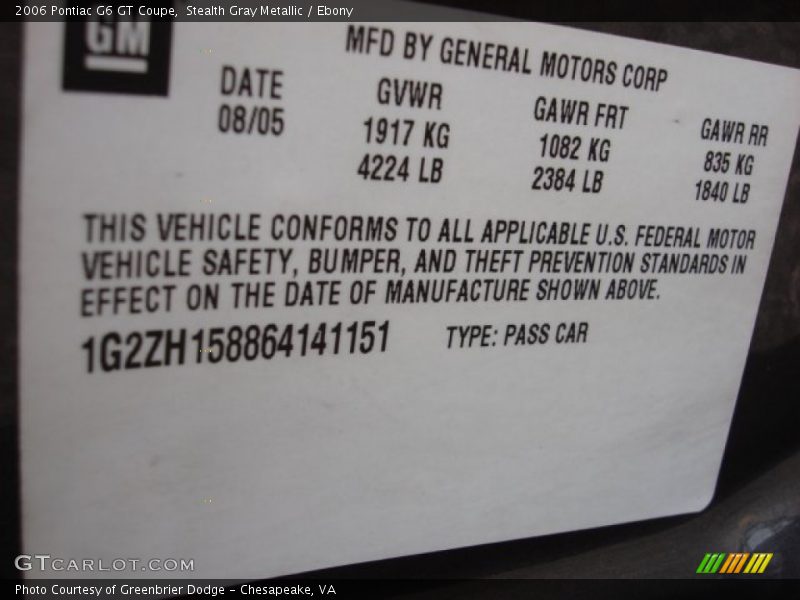 2006 Pontiac G6 GT Coupe, Stealth Gray Metallic / Ebony
GM
MFD BY GENERAL MOTORS CORP
DATE GVWR GAWR FRT GAWR RR
08/05 1917 KG 1082 KG 835 KG
4224 LB 2384 LB 1840 LB
THIS VEHICLE CONFORMS TO ALL APPLICABLE U.S. FEDERAL MOTOR
VEHICLE SAFETY, BUMPER, AND THEFT PREVENTION STANDARDS IN
EFFECT ON THE DATE OF MANUFACTURE SHOWN ABOVE.
1G2ZH158864141151 TYPE: PASS CAR
GTCARLOT.COM
Photo Courtesy of Greenbrier Dodge – Chesapeake, VA